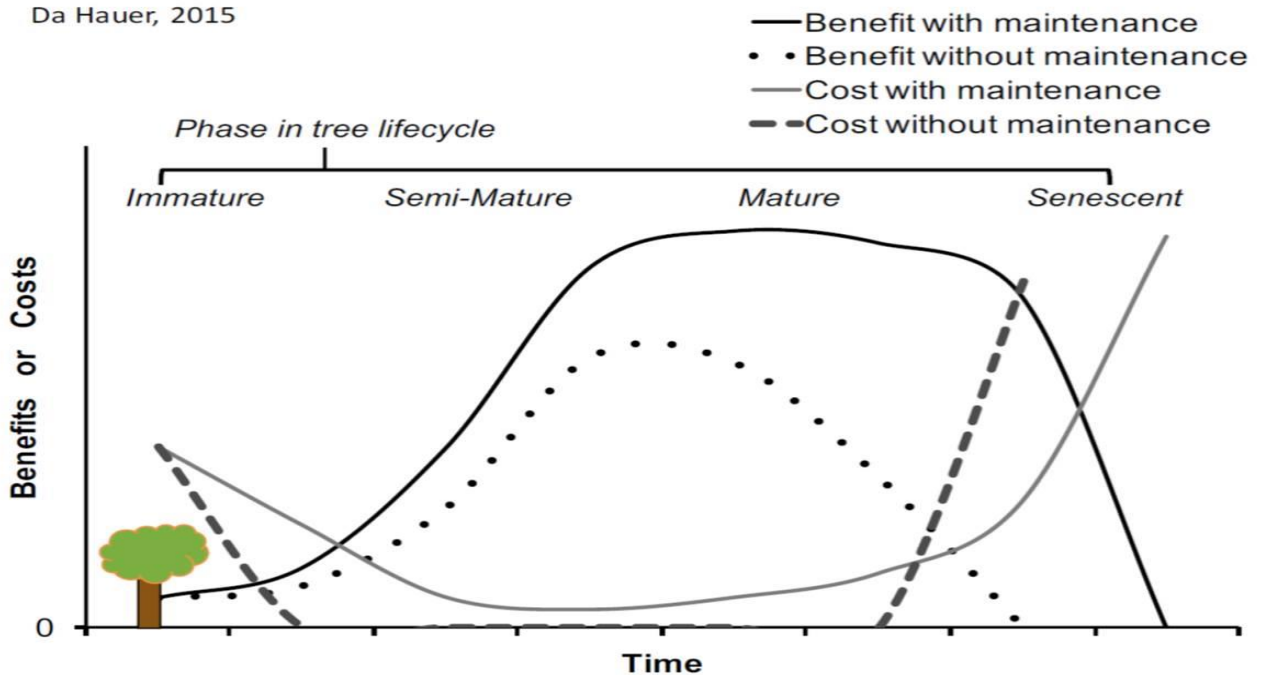 Da Hauer, 2015
Benefit with maintenance
Benefit without maintenance
Cost with maintenance
Cost without maintenance
Phase in tree lifecycle
Immature
Semi-Mature
Mature
Senescent
Benefits or Costs
0
Time